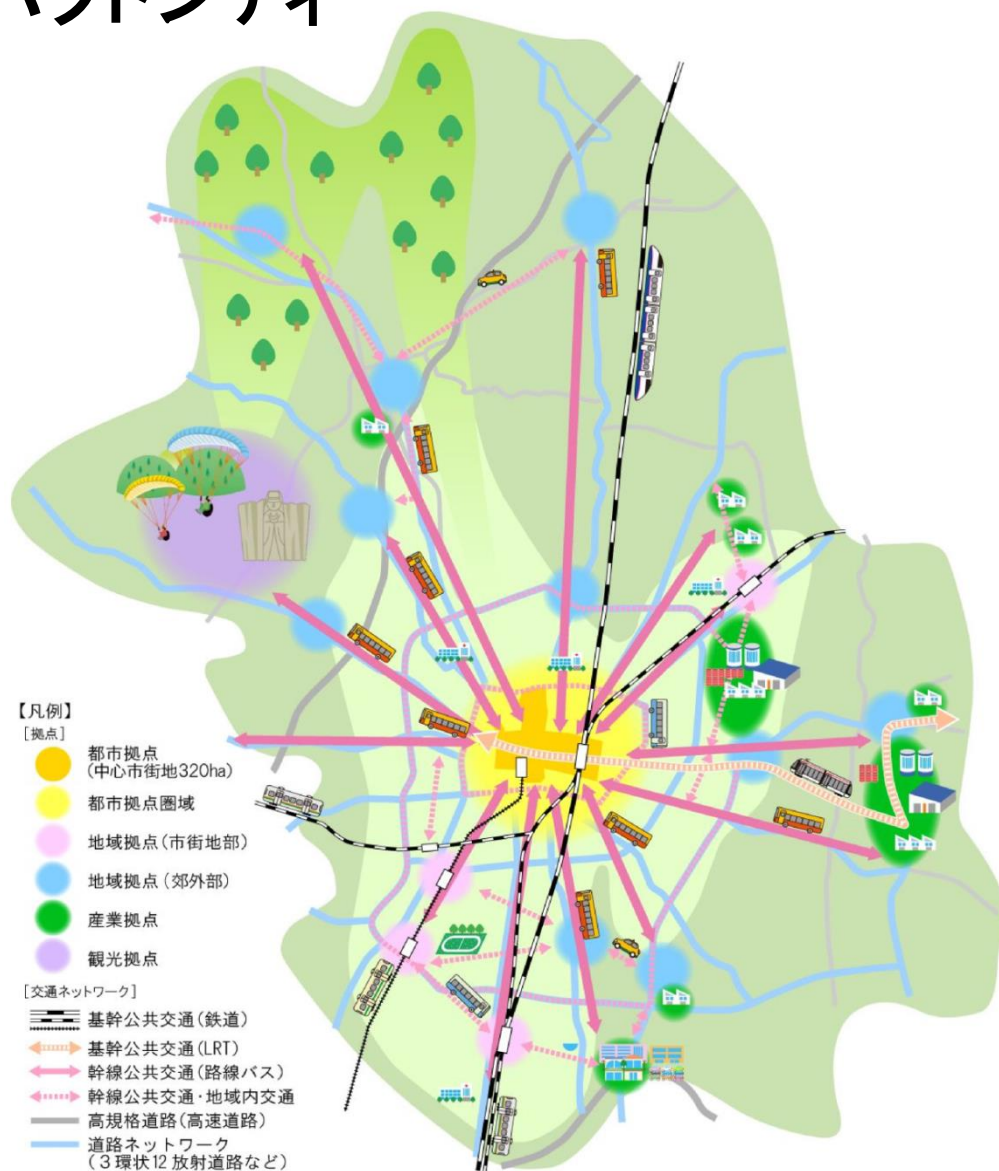 【凡例】
[拠点]
都市拠点
(中心市街地320ha)
都市拠点圏域
地域拠点(市街地部)
地域拠点(郊外部)
産業拠点
観光拠点
[交通ネットワーク]
基幹公共交通(鉄道)
基幹公共交通(LRT)
幹線公共交通(路線バス)
幹線公共交通・地域内交通
高規格道路(高速道路)
道路ネットワーク
(3環状12放射道路など)